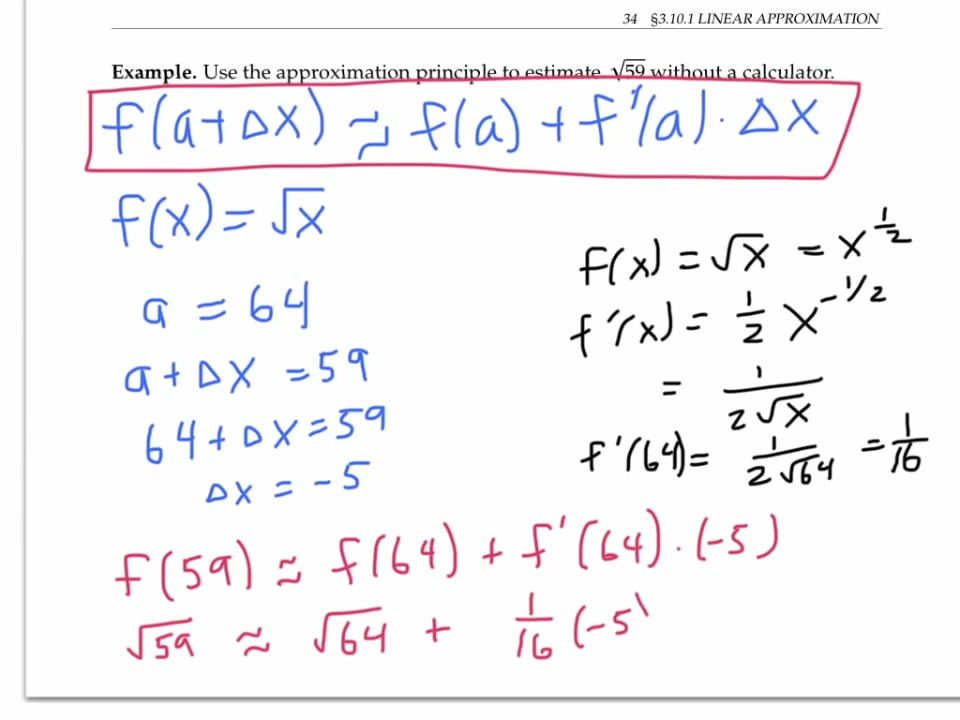 34 §3.10.1 LINEAR APPROXIMATION
Example. Use the approximation principle to estimate √59 without a calculator.
f(a+Δx) ≈ f(a) + f'(a) · Δx
f(x) = √x
a = 64
a + Δx = 59
64 + Δx = 59
Δx = -5
f(x) = √x = x^{1/2}
f'(x) = 1/2 x^{-1/2}
= 1/(2√x)
f'(64) = 1/(2√64) = 1/16
f(59) ≈ f(64) + f'(64) · (-5)
√59 ≈ √64 + 1/16 (-5)